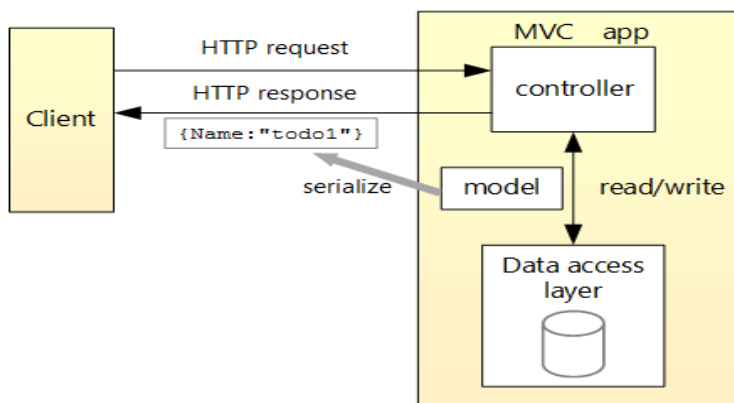 MVC app
HTTP request
controller
HTTP response
Client
{Name:"todo1"}
serialize
model
read/write
Data access
layer